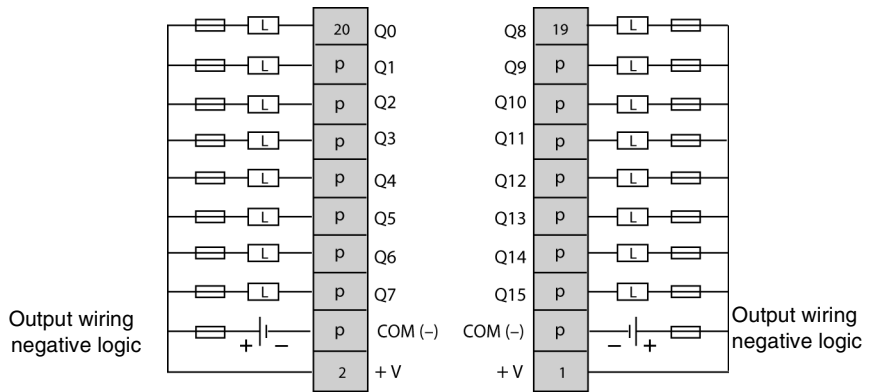 L 20 Q0 Q8 19 L
L p Q1 Q9 p L
L p Q2 Q10 p L
L p Q3 Q11 p L
L p Q4 Q12 p L
L p Q5 Q13 p L
L p Q6 Q14 p L
L p Q7 Q15 p L
Output wiring
negative logic
+ – p COM (–) COM (–) p – +
Output wiring
negative logic
2 + V + V 1